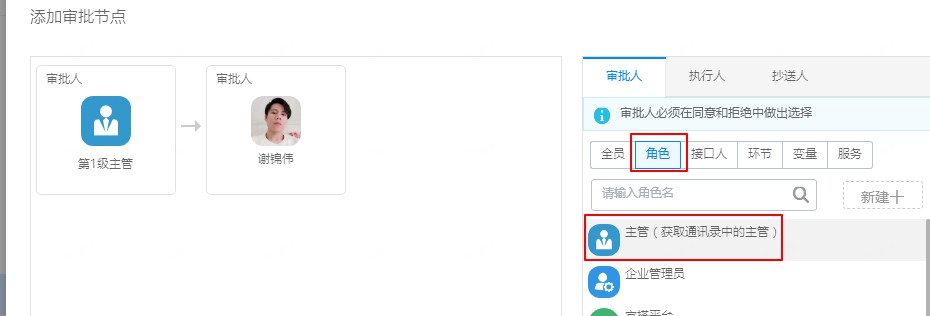 添加审批节点
审批人
第1级主管
审批人
谢锦伟
审批人 执行人 抄送人
审批人必须在同意和拒绝中做出选择
全员 角色 接口人 环节 变量 服务
请输入角色名
新建十
主管（获取通讯录中的主管）
企业管理员